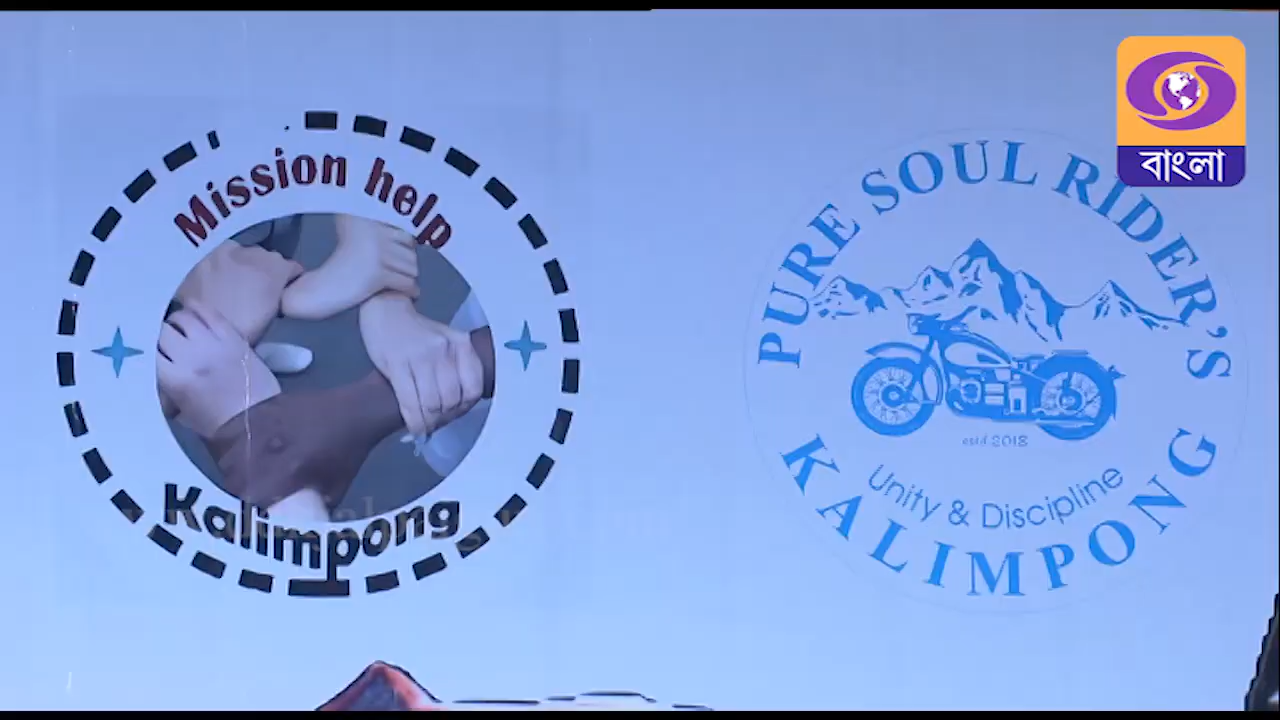 Mission help
Kalimpong
PURE SOUL RIDER'S
estd 2018
Unity & Discipline
KALIMPONG
বাংলা